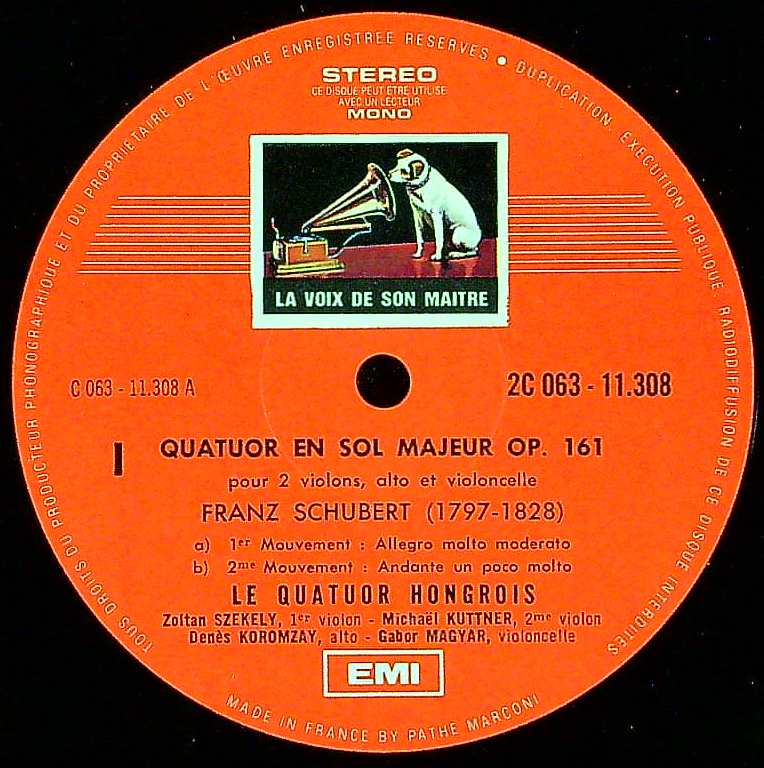 TOUS DROITS DU PRODUCTEUR PHONOGRAPHIQUE ET DU PROPRIETAIRE DE L'ŒUVRE ENREGISTREE RESERVES • DUPLICATION, EXECUTION PUBLIQUE RADIODIFFUSION DE CE DISQUE INTERDITES
STEREO
CE DISQUE PEUT ETRE UTILISE
AVEC UN LECTEUR
MONO
LA VOIX DE SON MAITRE
C 063 - 11.308 A
2C 063 - 11.308
I
QUATUOR EN SOL MAJEUR OP. 161
pour 2 violons, alto et violoncelle
FRANZ SCHUBERT (1797-1828)
a) 1er Mouvement : Allegro molto moderato
b) 2me Mouvement : Andante un poco molto
LE QUATUOR HONGROIS
Zoltan SZEKELY, 1er violon - Michaël KUTTNER, 2me violon
Denès KOROMZAY, alto - Gabor MAGYAR, violoncelle
EMI
MADE IN FRANCE BY PATHE MARCONI